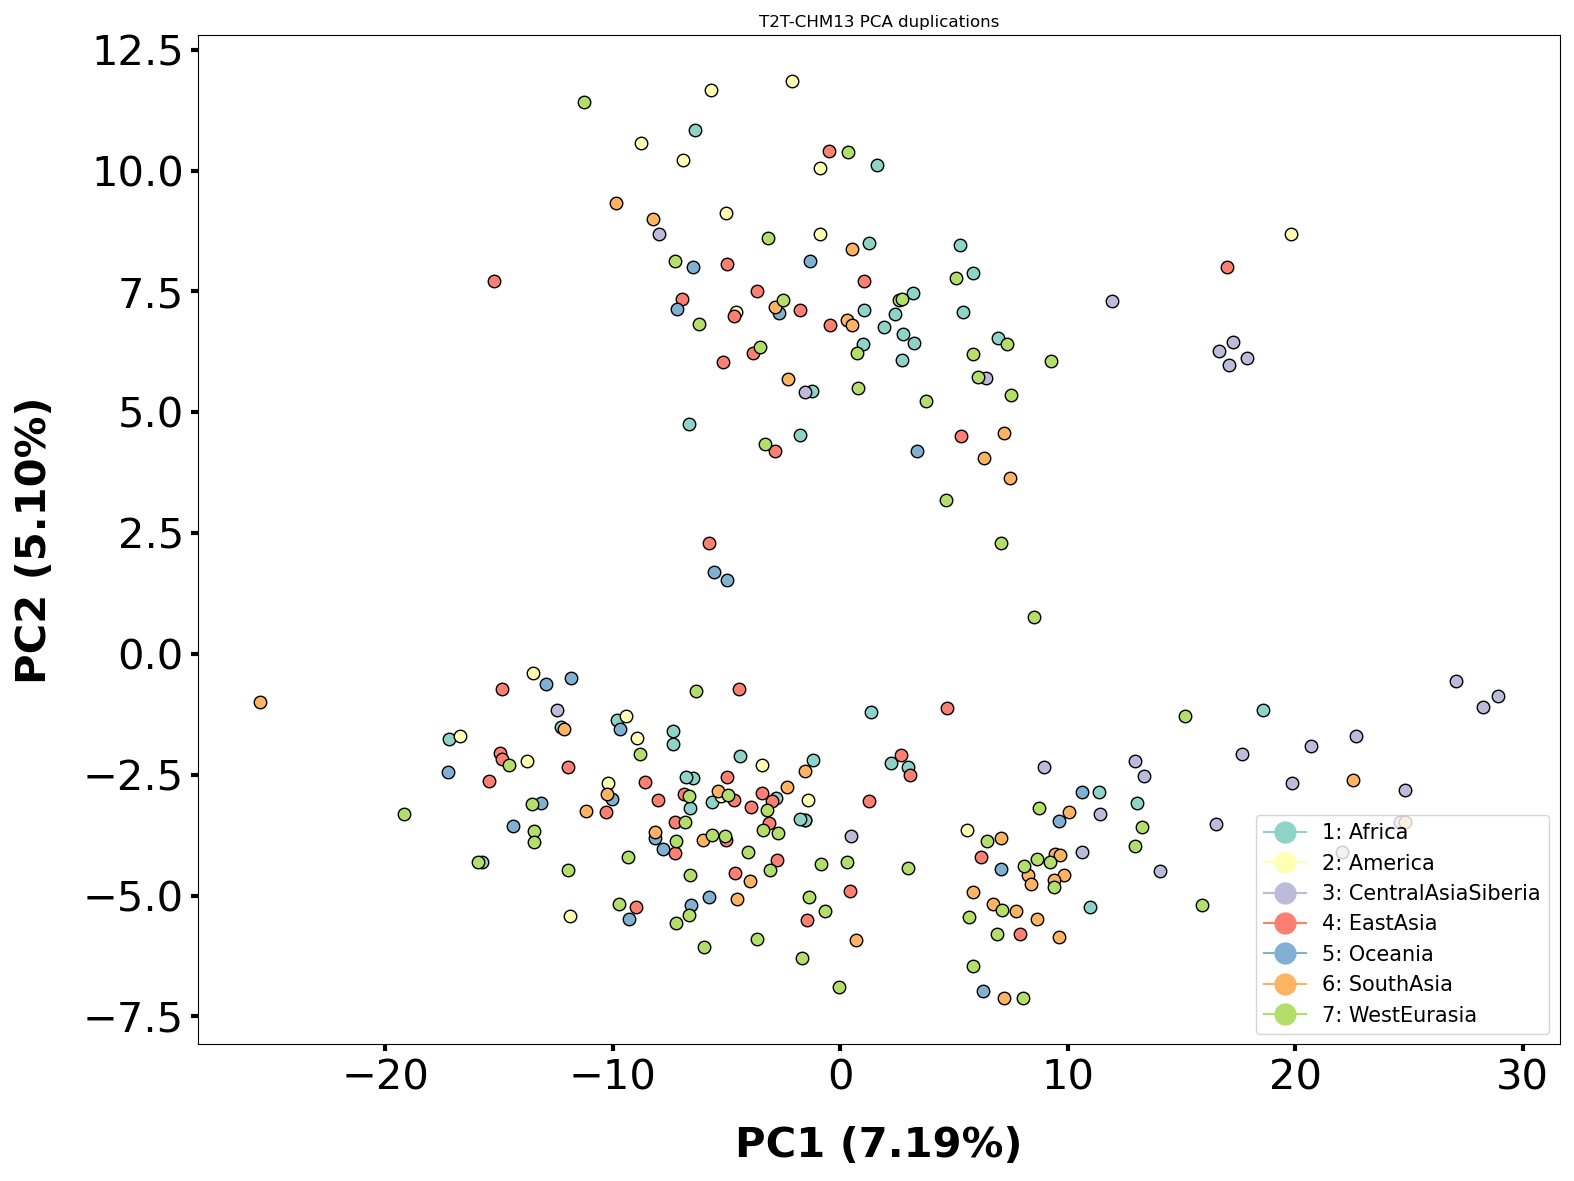 T2T-CHM13 PCA duplications
12.5
10.0
7.5
5.0
2.5
0.0
−2.5
−5.0
−7.5
PC2 (5.10%)
1: Africa
2: America
3: CentralAsiaSiberia
4: EastAsia
5: Oceania
6: SouthAsia
7: WestEurasia
−20 −10 0 10 20 30
PC1 (7.19%)